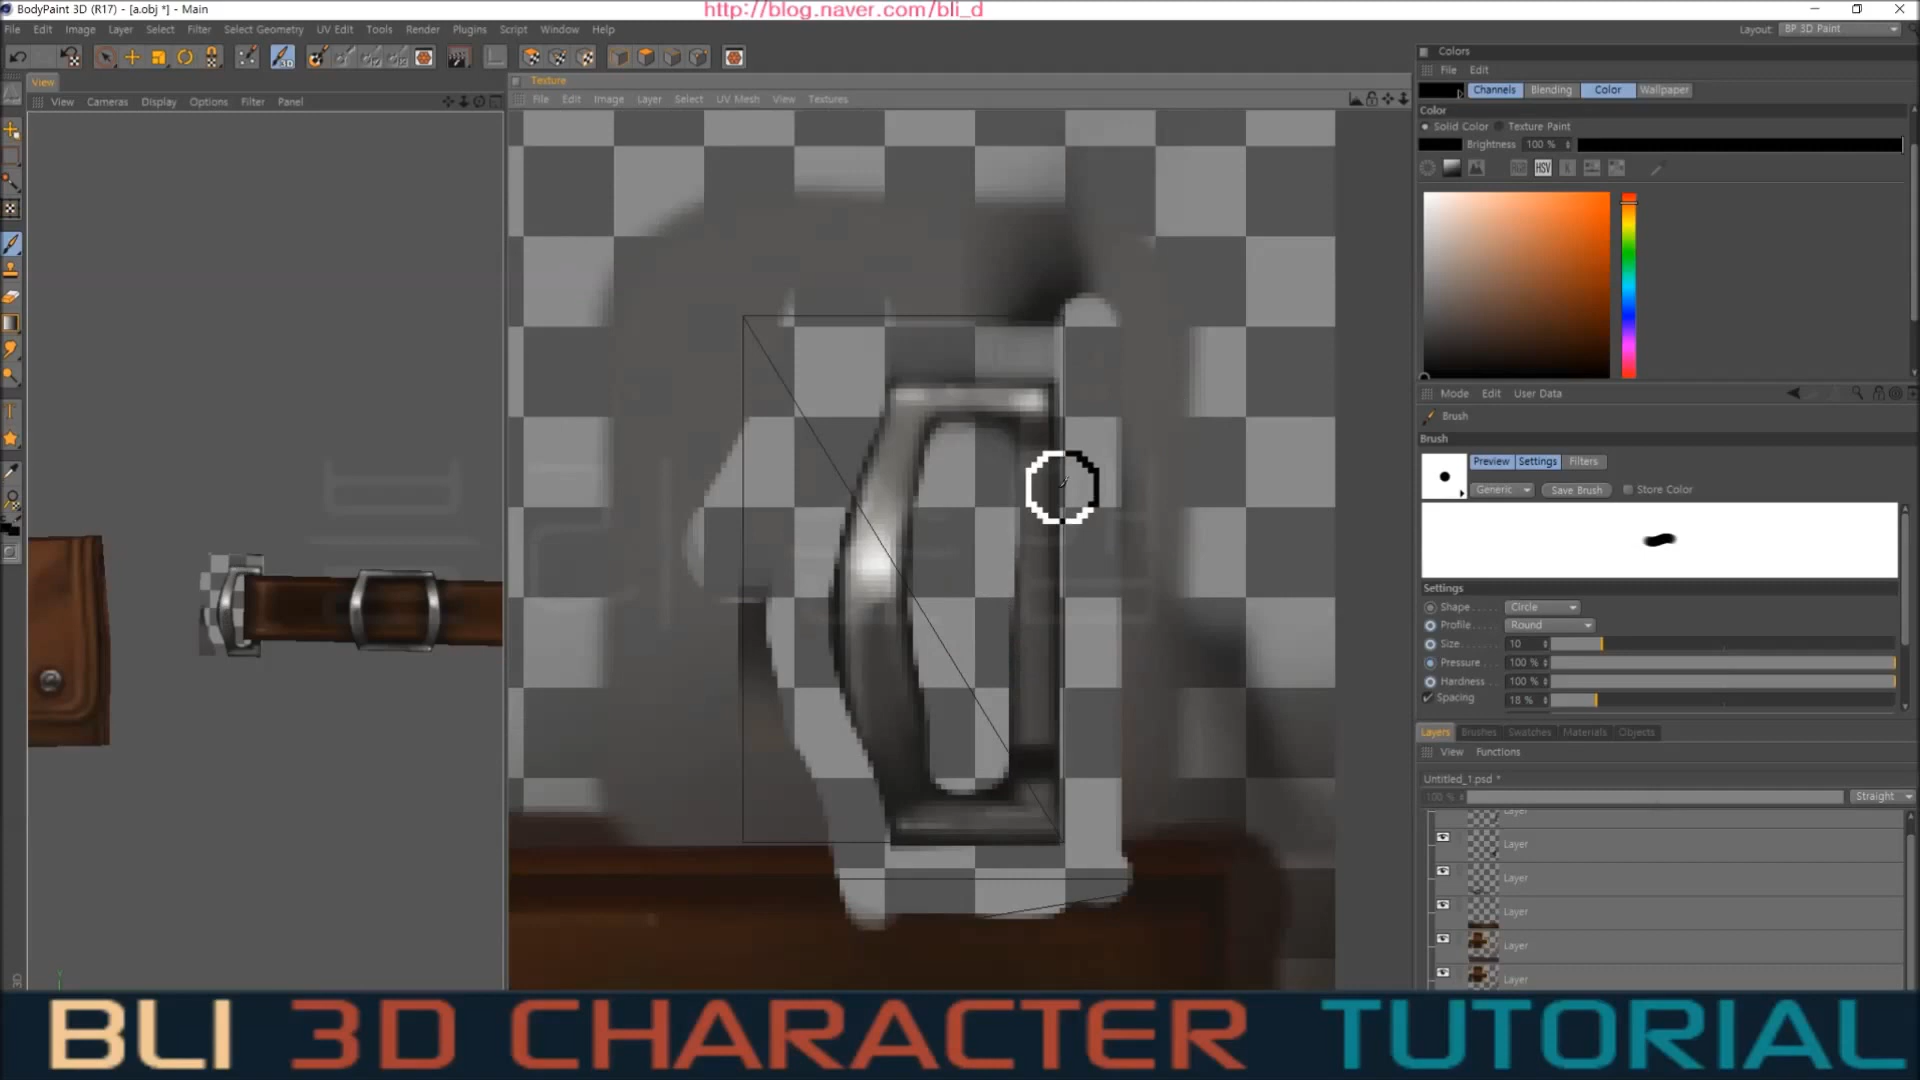 BodyPaint 3D (R17) - [a.obj *] - Main
http://blog.naver.com/bli_d
File Edit Image Layer Select Filter Select Geometry UV Edit Tools Render Plugins Script Window Help
Layout: BP 3D Paint
View
View Cameras Display Options Filter Panel
Texture
File Edit Image Layer Select UV Mesh View Textures
Colors
File Edit
Channels Blending Color Wallpaper
Color
Solid Color Texture Paint
Brightness 100 %
RGB HSV K
Mode Edit User Data
Brush
Brush
Preview Settings Filters
Generic Save Brush Store Color
Settings
Shape Circle
Profile Round
Size 10
Pressure 100 %
Hardness 100 %
Spacing 18 %
Layers Brushes Swatches Materials Objects
View Functions
Untitled_1.psd *
100 % Straight
Layer
Layer
Layer
Layer
Layer
Layer
3D
Y
BLI 3D CHARACTER TUTORIAL